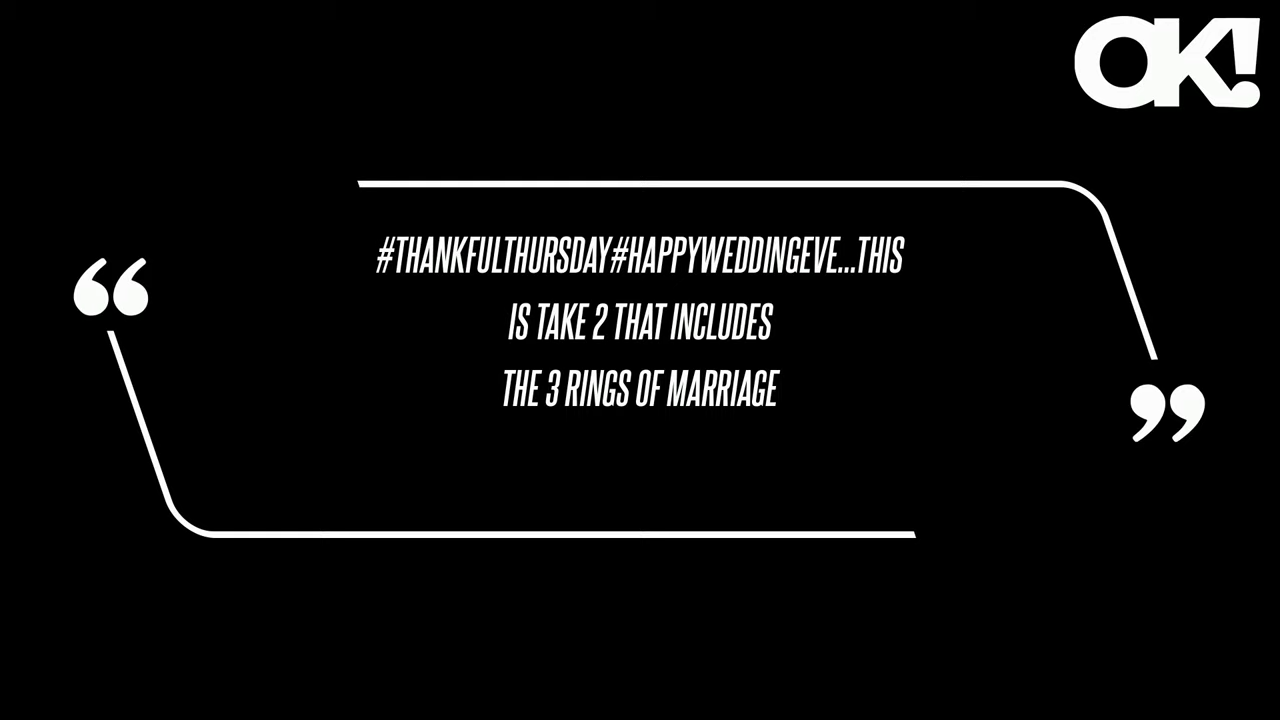 OK!
“
#THANKFULTHURSDAY#HAPPYWEDDINGEVE...THIS
IS TAKE 2 THAT INCLUDES
THE 3 RINGS OF MARRIAGE
”